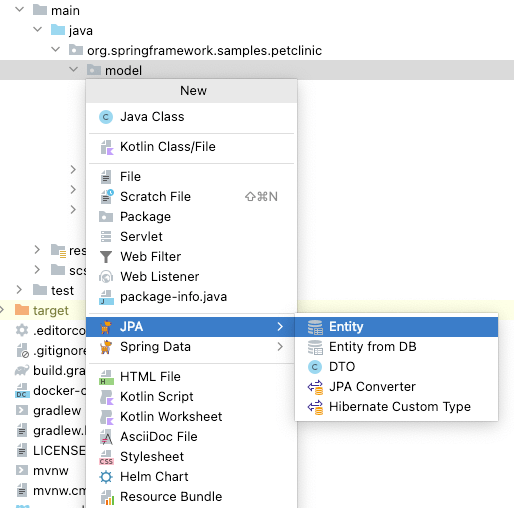 main
java
org.springframework.samples.petclinic
model
New
Java Class
Kotlin Class/File
File
Scratch File ⇧⌘N
Package
Servlet
Web Filter
Web Listener
package-info.java
JPA
Spring Data
HTML File
Kotlin Script
Kotlin Worksheet
AsciiDoc File
Stylesheet
Helm Chart
Resource Bundle
Entity
Entity from DB
DTO
JPA Converter
Hibernate Custom Type
res
scs
test
target
.editorco
.gitignore
build.gra
docker-c
gradlew
gradlew.
LICENSE
mvnw
mvnw.cm